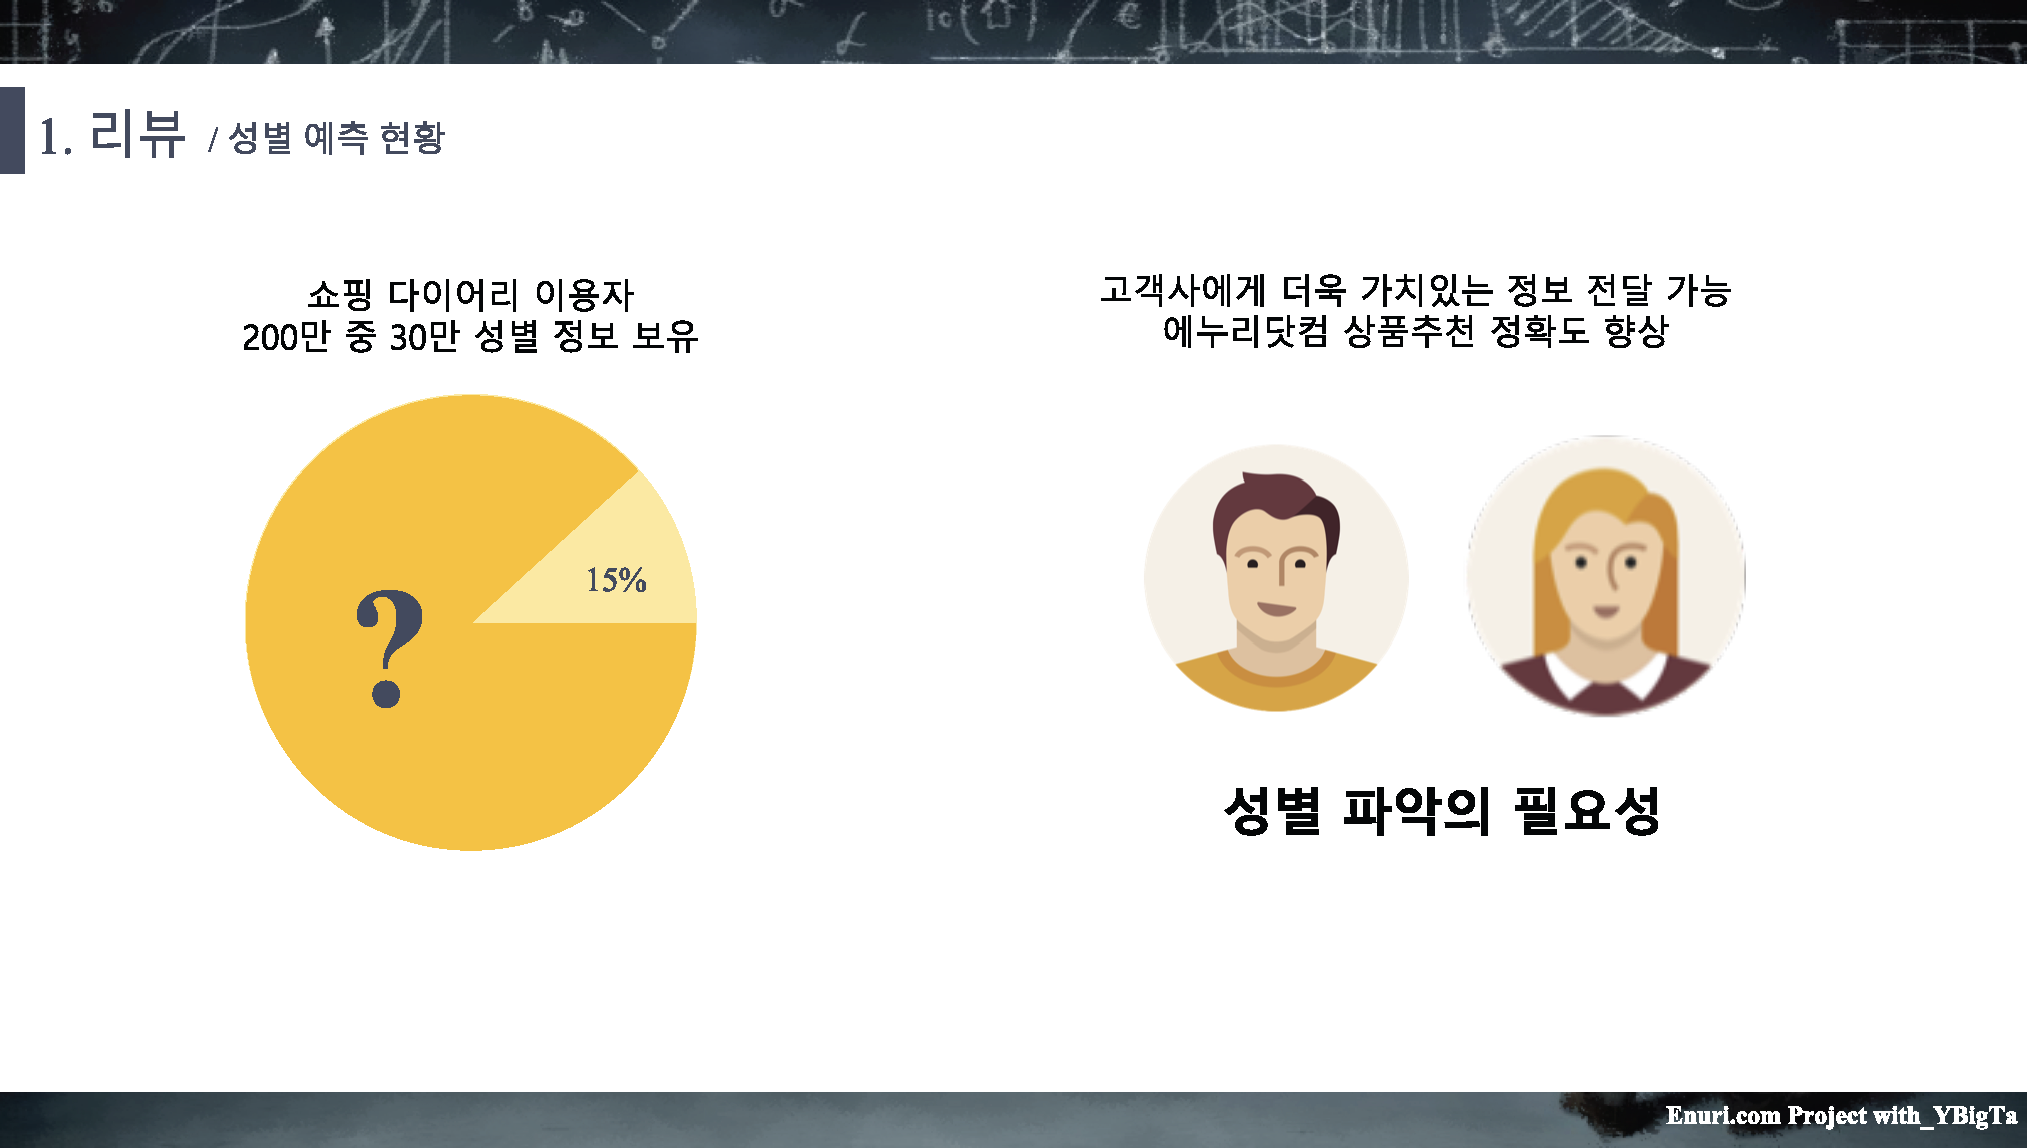 1. 리뷰 / 성별 예측 현황
쇼핑 다이어리 이용자
200만 중 30만 성별 정보 보유
15%
?
고객사에게 더욱 가치있는 정보 전달 가능
에누리닷컴 상품추천 정확도 향상
성별 파악의 필요성
Enuri.com Project with_YBigTa